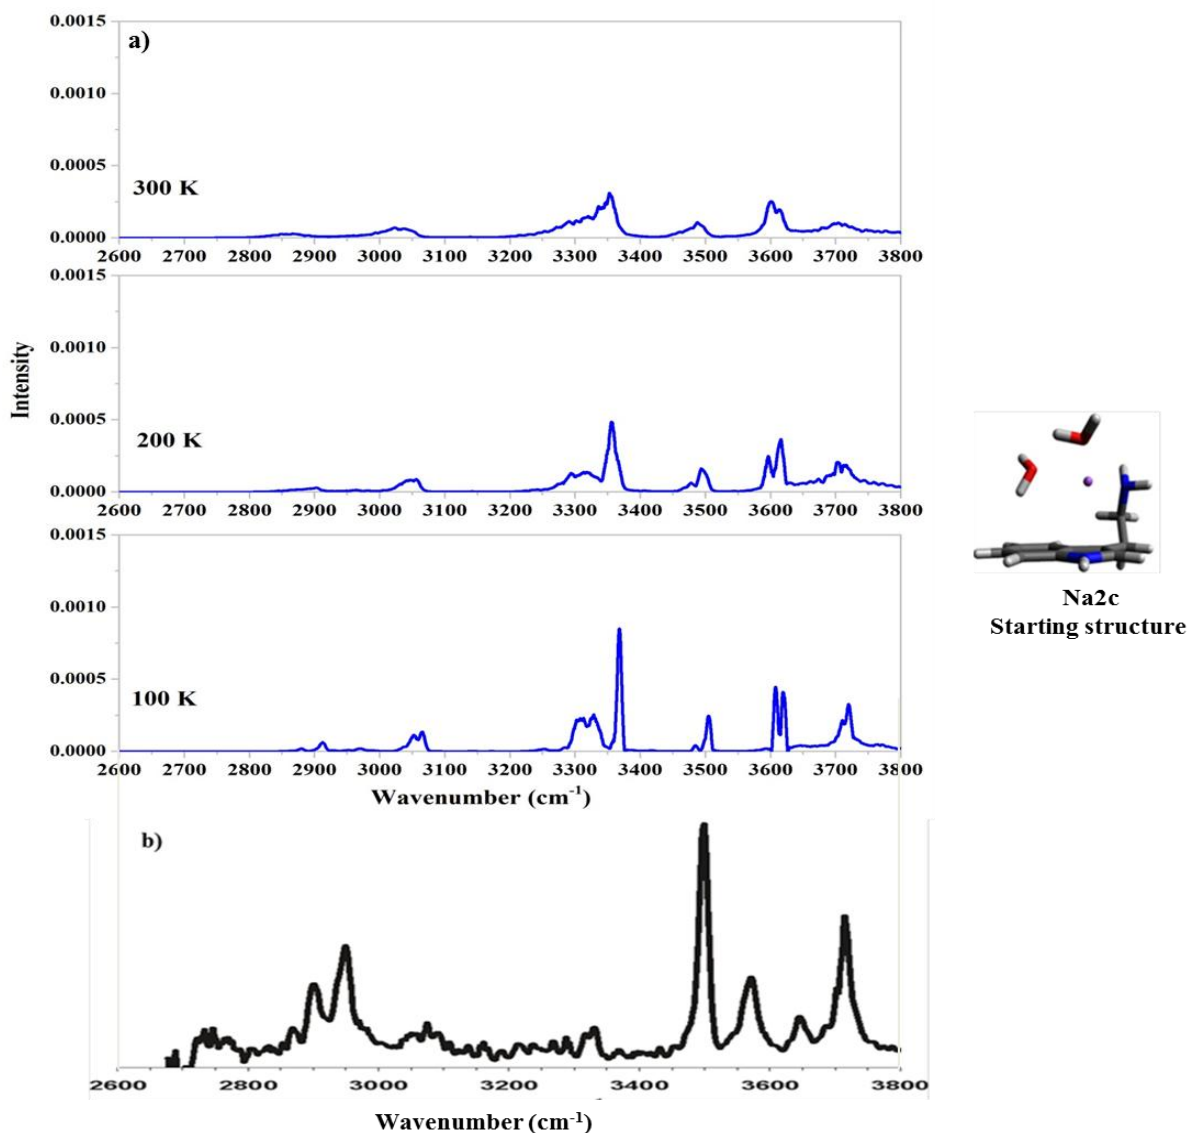 a)
0.0015
0.0010
0.0005
0.0000
300 K
2600 2700 2800 2900 3000 3100 3200 3300 3400 3500 3600 3700 3800
0.0015
0.0010
0.0005
0.0000
200 K
2600 2700 2800 2900 3000 3100 3200 3300 3400 3500 3600 3700 3800
Intensity
0.0015
0.0010
0.0005
0.0000
100 K
2600 2700 2800 2900 3000 3100 3200 3300 3400 3500 3600 3700 3800
Wavenumber (cm-1)
Na2c
Starting structure
b)
2600 2800 3000 3200 3400 3600 3800
Wavenumber (cm-1)